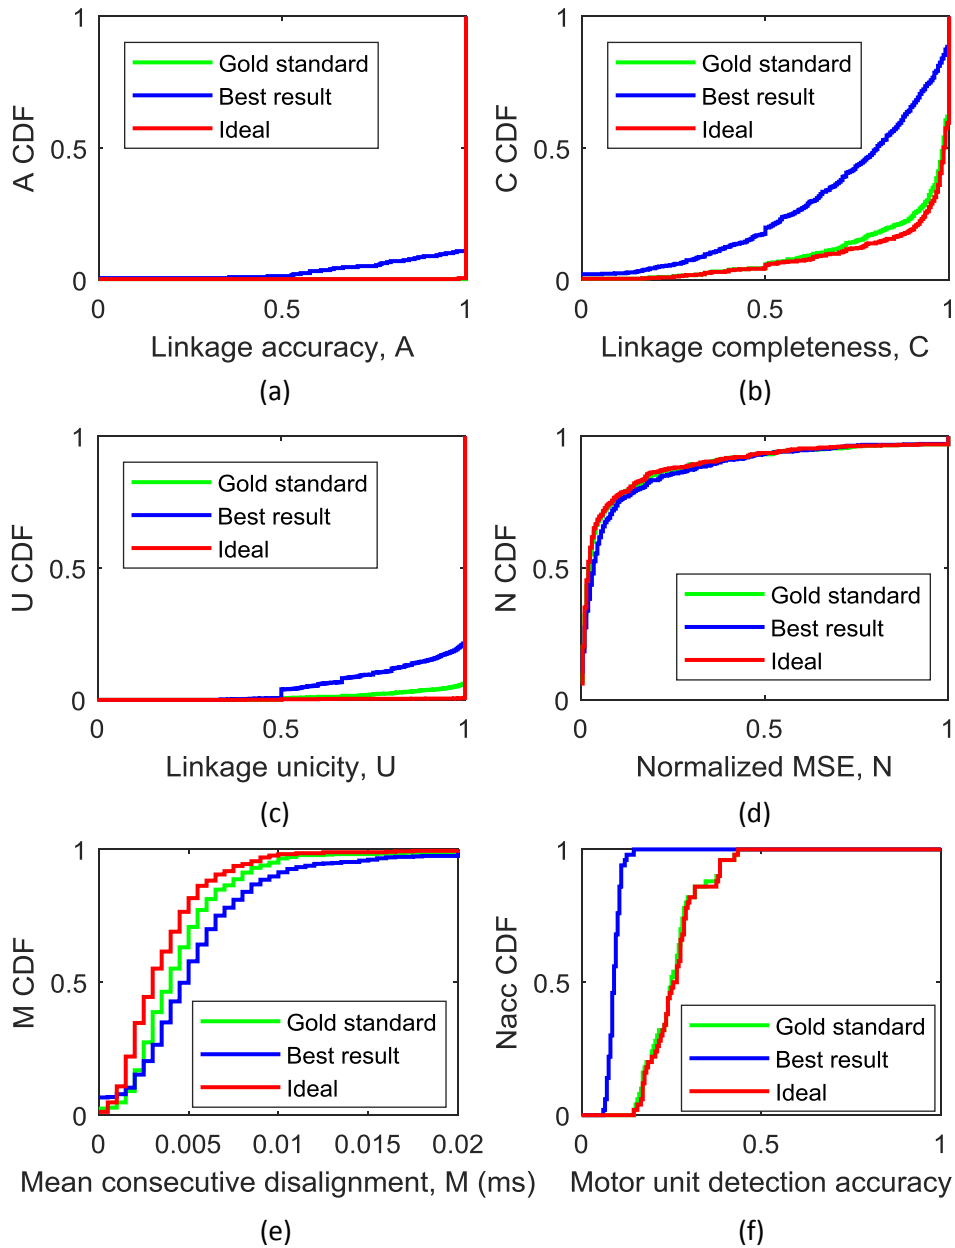 1
Gold standard
Best result
Ideal
A CDF
0.5
0
0
0.5
1
Linkage accuracy, A
(a)
1
Gold standard
Best result
Ideal
C CDF
0.5
0
0
0.5
1
Linkage completeness, C
(b)
1
Gold standard
Best result
Ideal
U CDF
0.5
0
0
0.5
1
Linkage unicity, U
(c)
1
N CDF
0.5
Gold standard
Best result
Ideal
0
0
0.5
1
Normalized MSE, N
(d)
1
M CDF
0.5
Gold standard
Best result
Ideal
0
0
0.005
0.01
0.015
0.02
Mean consecutive disalignment, M (ms)
(e)
1
Nacc CDF
0.5
Gold standard
Best result
Ideal
0
0
0.5
1
Motor unit detection accuracy
(f)